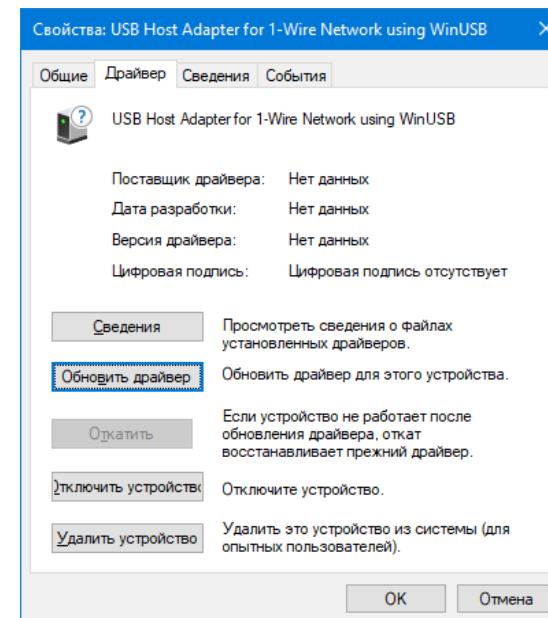 Свойства: USB Host Adapter for 1-Wire Network using WinUSB
Общие Драйвер Сведения События
USB Host Adapter for 1-Wire Network using WinUSB
Поставщик драйвера: Нет данных
Дата разработки: Нет данных
Версия драйвера: Нет данных
Цифровая подпись: Цифровая подпись отсутствует
Сведения
Просмотреть сведения о файлах
установленных драйверов.
Обновить драйвер
Обновить драйвер для этого устройства.
Откатить
Если устройство не работает после
обновления драйвера, откат
восстанавливает прежний драйвер.
Отключить устройство
Отключите устройство.
Удалить устройство
Удалить это устройство из системы (для
опытных пользователей).
OK Отмена